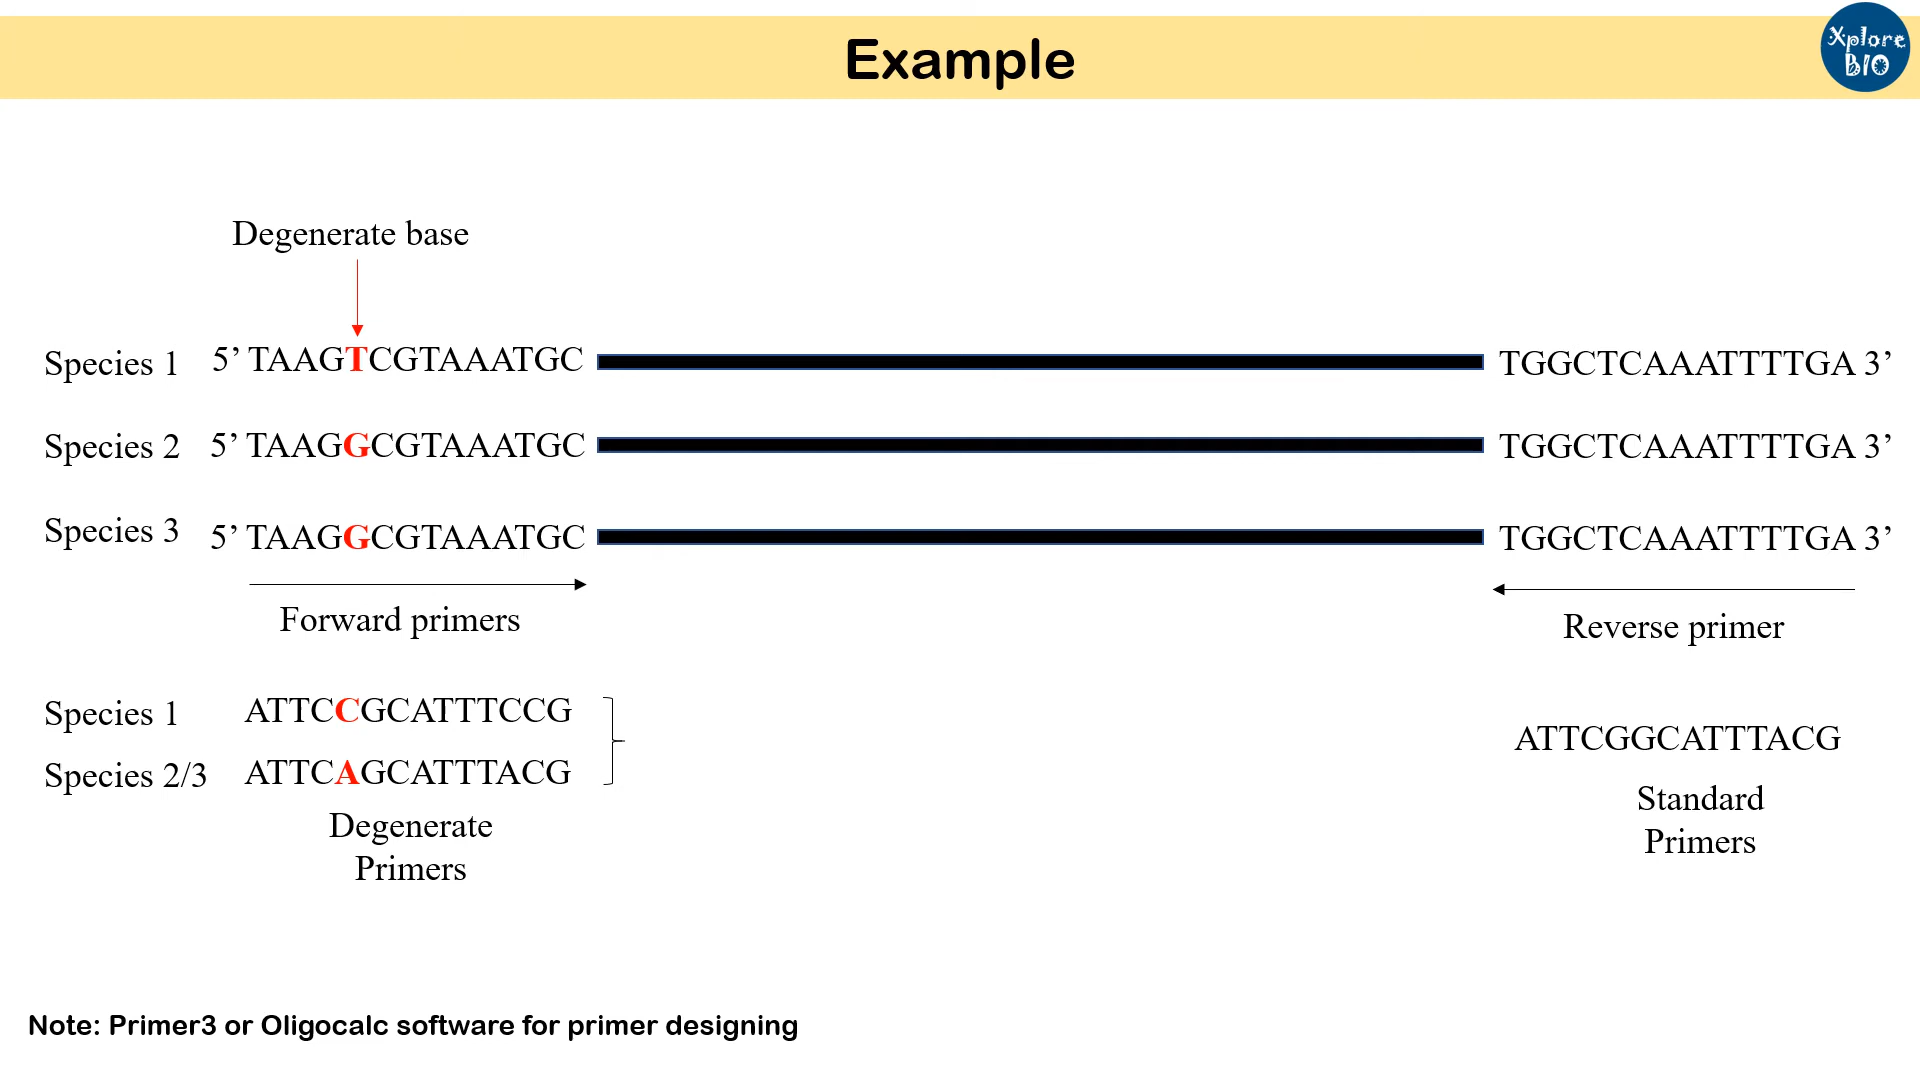 Example
Xplore
BIO
Degenerate base
Species 1 5’ TAAGTCGTAAATGC TGGCTCAAATTTTGA 3’
Species 2 5’ TAAGGCGTAAATGC TGGCTCAAATTTTGA 3’
Species 3 5’ TAAGGCGTAAATGC TGGCTCAAATTTTGA 3’
Forward primers
Reverse primer
Species 1 ATTCCGCATTTCCG
Species 2/3 ATTCAGCATTTACG
Degenerate
Primers
ATTCGGCATTTACG
Standard
Primers
Note: Primer3 or Oligocalc software for primer designing